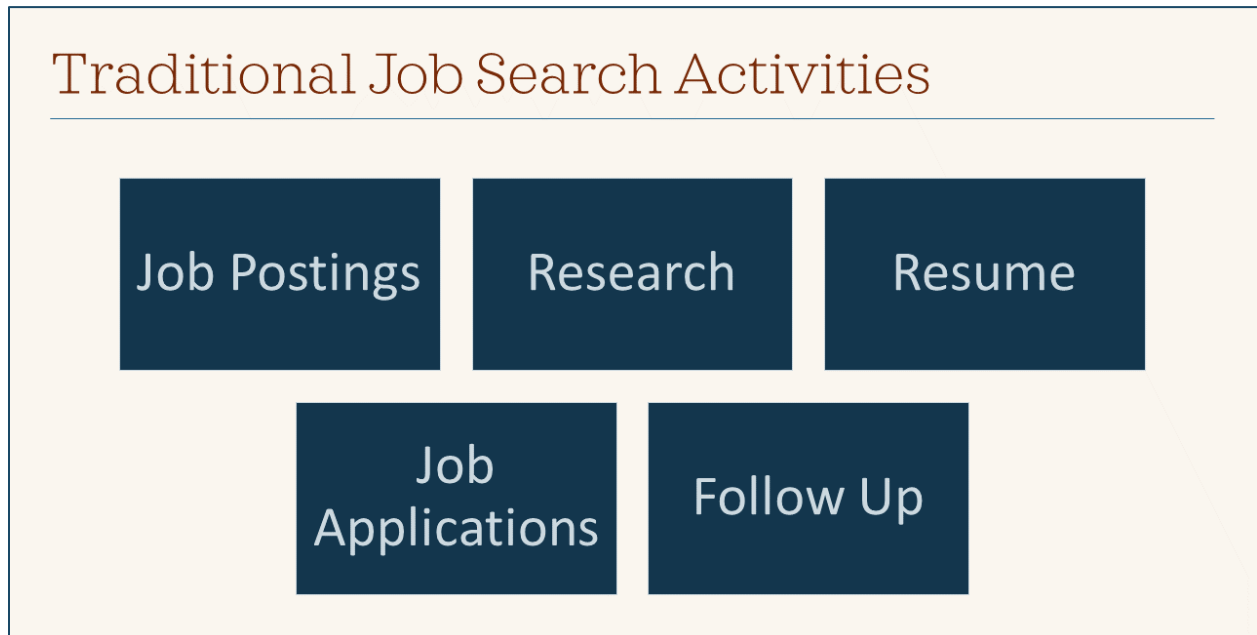 Traditional Job Search Activities
Job Postings
Research
Resume
Job
Applications
Follow Up